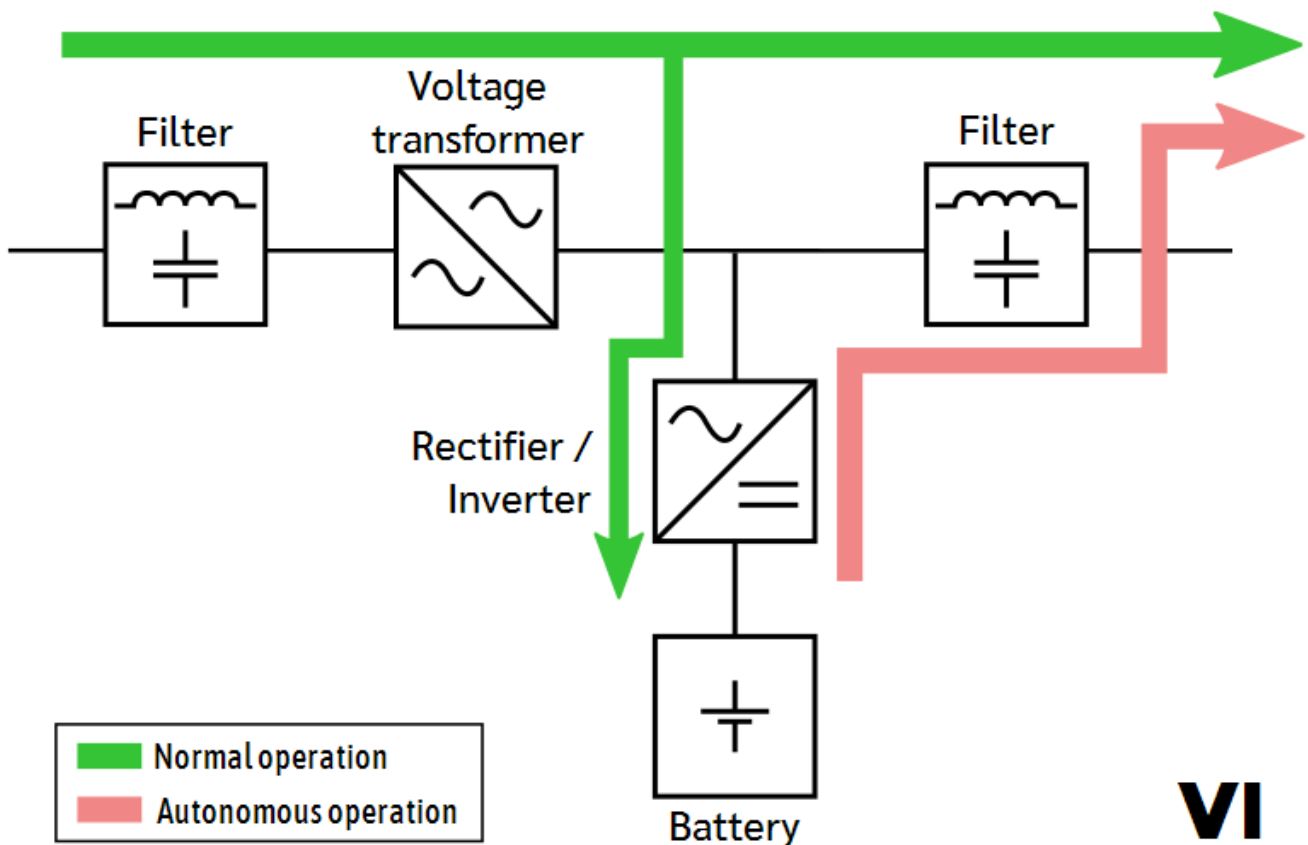 Voltage
transformer
Filter
Filter
Rectifier /
Inverter
Normal operation
Autonomous operation
Battery
VI